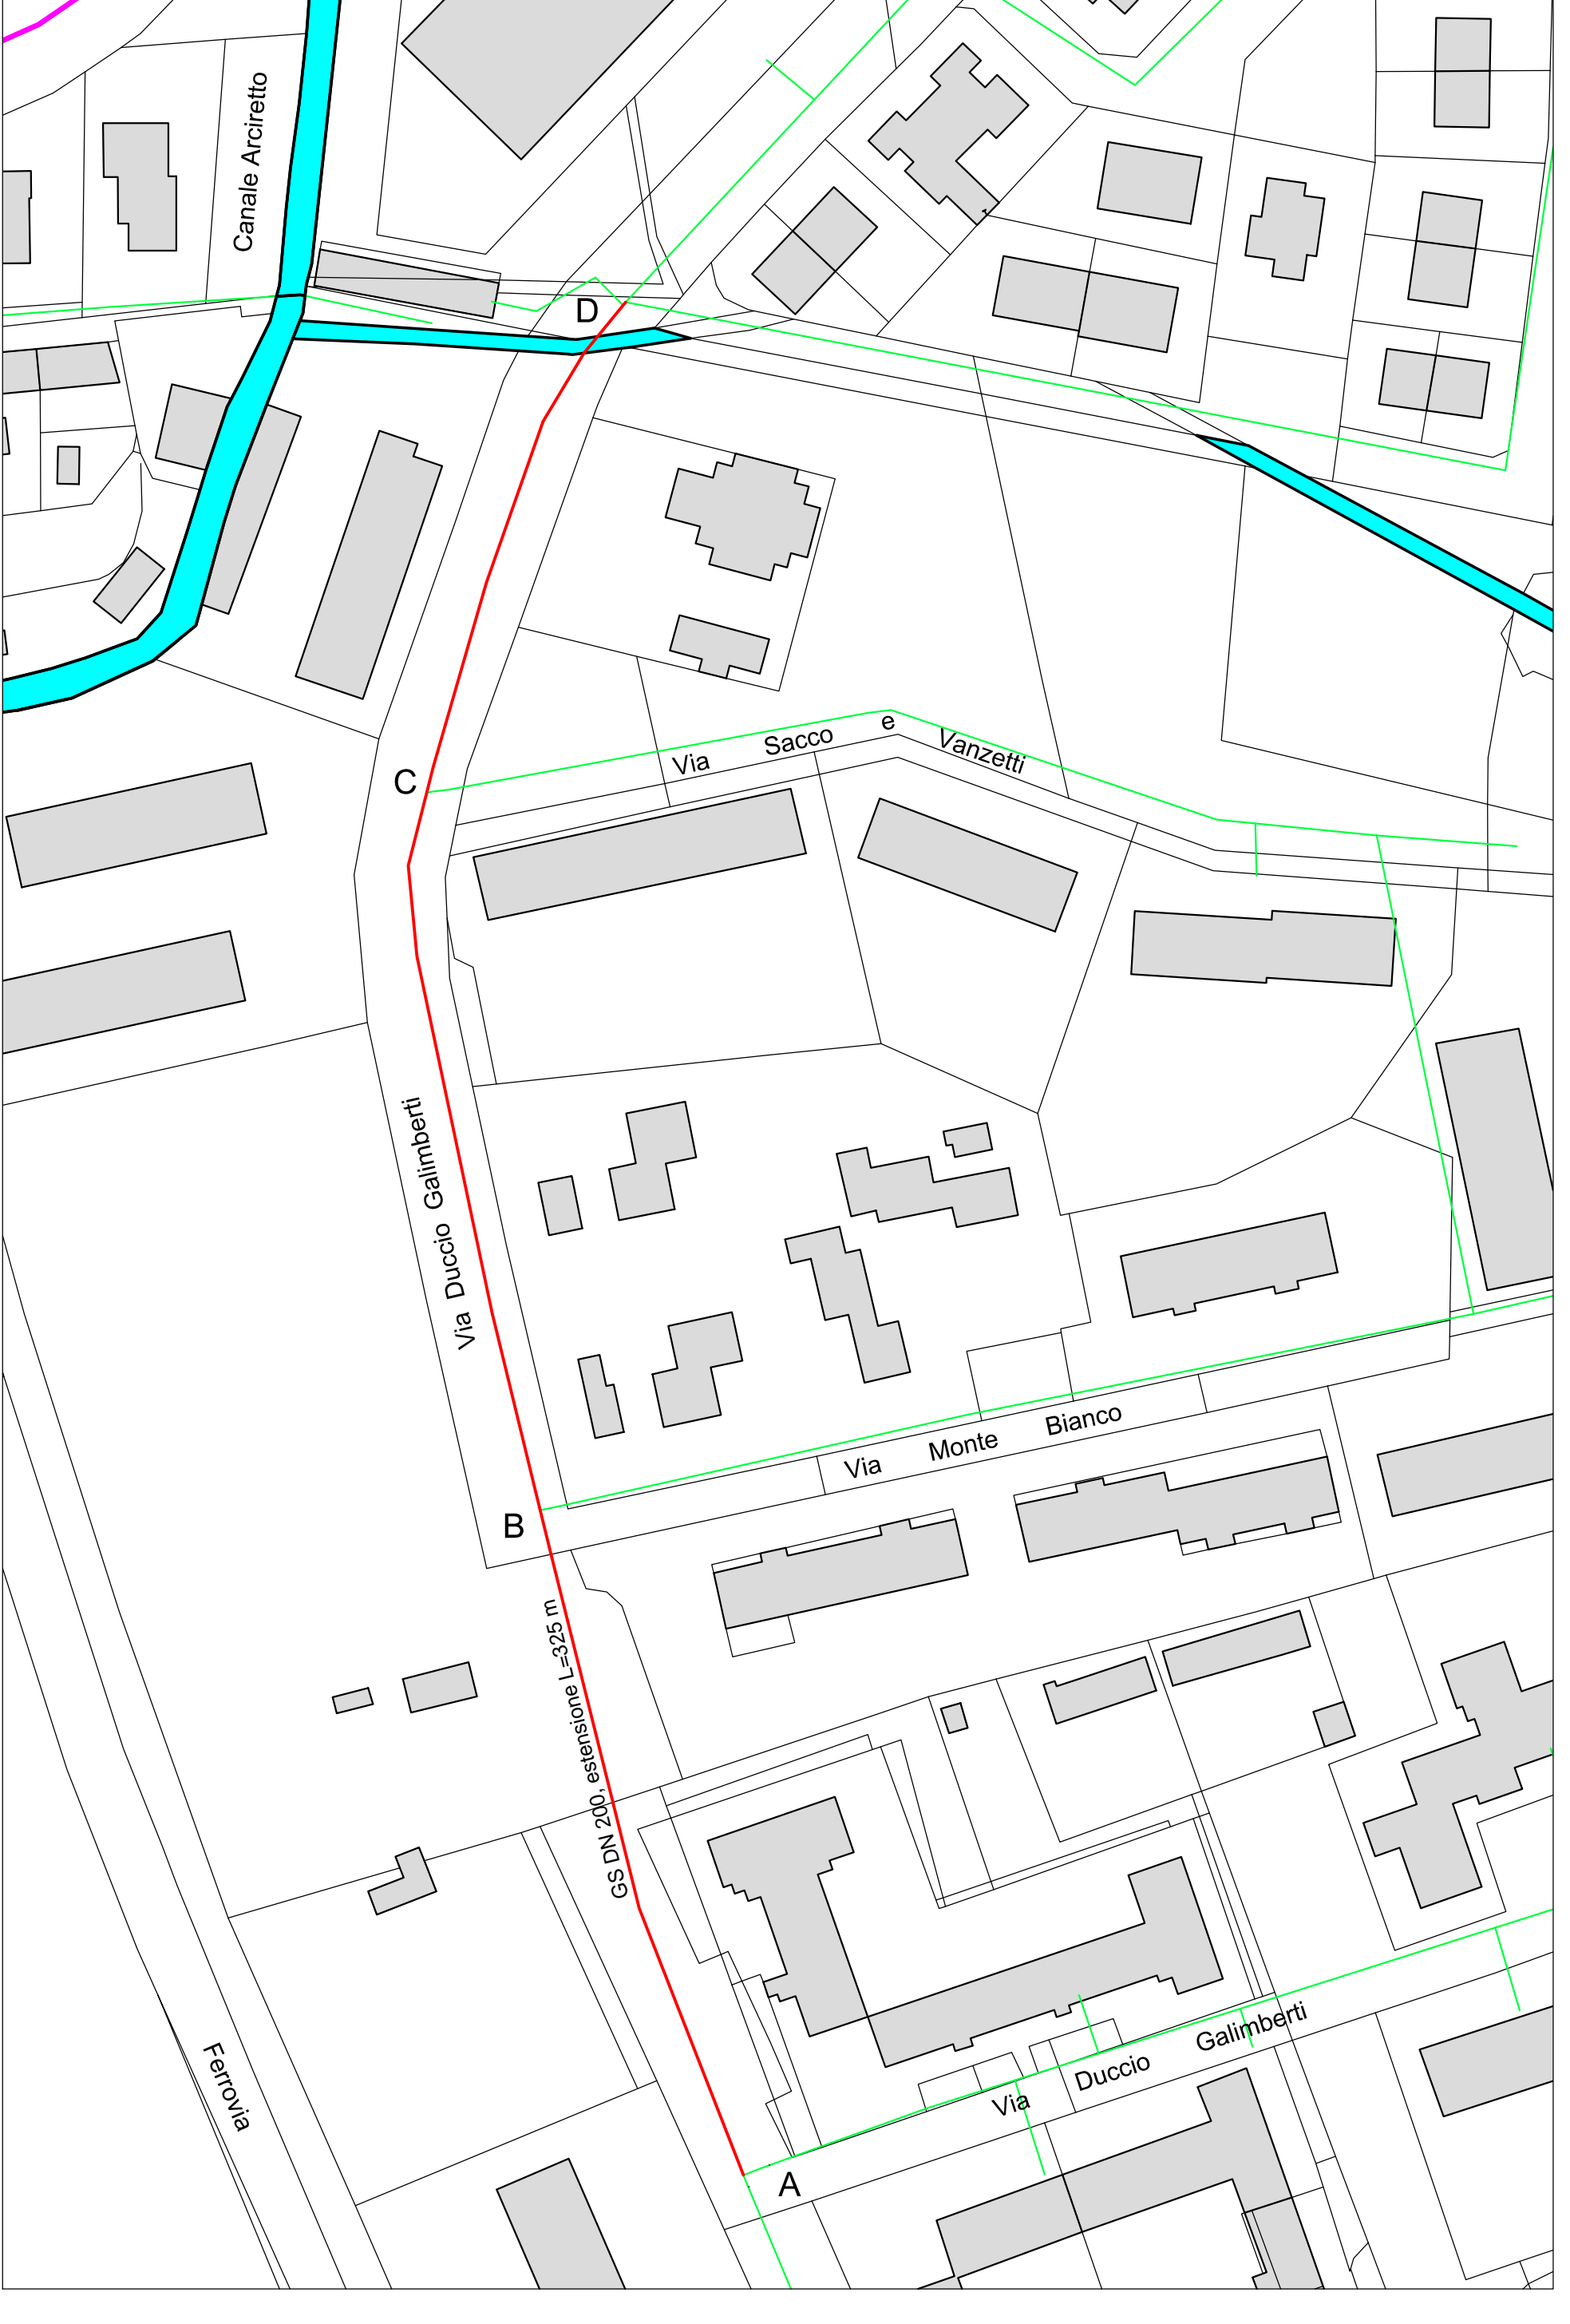 Canale Arciretto
D
C
Via Sacco e Vanzetti
Via Duccio Galimberti
Via Monte Bianco
B
GS DN 200, estensione L=325 m
Ferrovia
Via Duccio Galimberti
A